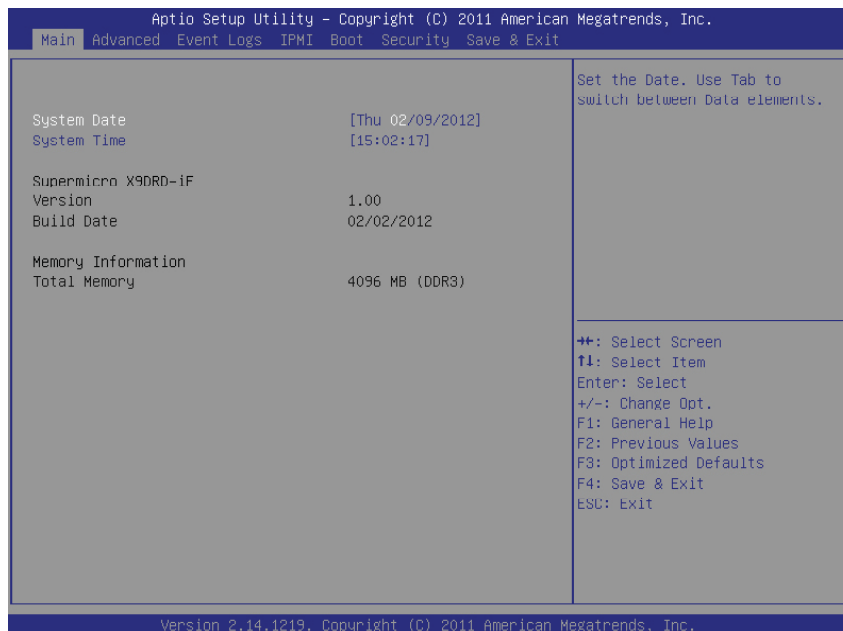 Aptio Setup Utility – Copyright (C) 2011 American Megatrends, Inc.
Main Advanced Event Logs IPMI Boot Security Save & Exit
Set the Date. Use Tab to
switch between Data elements.
System Date [Thu 02/09/2012]
System Time [15:02:17]
Supermicro X9DRD-iF
Version 1.00
Build Date 02/02/2012
Memory Information
Total Memory 4096 MB (DDR3)
→←: Select Screen
↑↓: Select Item
Enter: Select
+/-: Change Opt.
F1: General Help
F2: Previous Values
F3: Optimized Defaults
F4: Save & Exit
ESC: Exit
Version 2.14.1219. Copyright (C) 2011 American Megatrends, Inc.